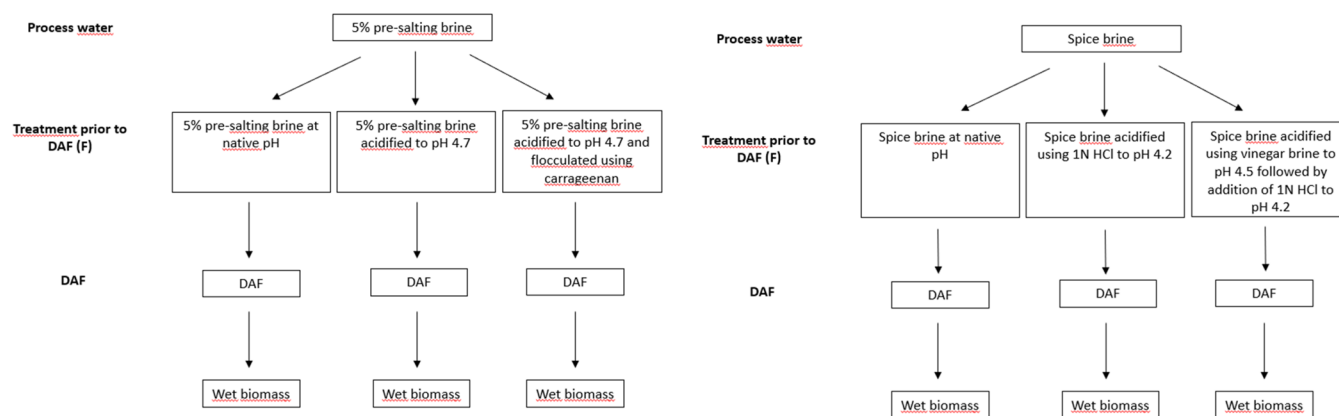 Process water
5% pre-salting brine
Treatment prior to
DAF (F)
5% pre-salting brine at
native pH
5% pre-salting brine
acidified to pH 4.7
5% pre-salting brine
acidified to pH 4.7 and
flocculated using
carrageenan
DAF
DAF
DAF
DAF
Wet biomass
Wet biomass
Wet biomass
Process water
Spice brine
Treatment prior to
DAF (F)
Spice brine at native
pH
Spice brine acidified
using 1N HCl to pH 4.2
Spice brine acidified
using vinegar brine to
pH 4.5 followed by
addition of 1N HCl to
pH 4.2
DAF
DAF
DAF
DAF
Wet biomass
Wet biomass
Wet biomass